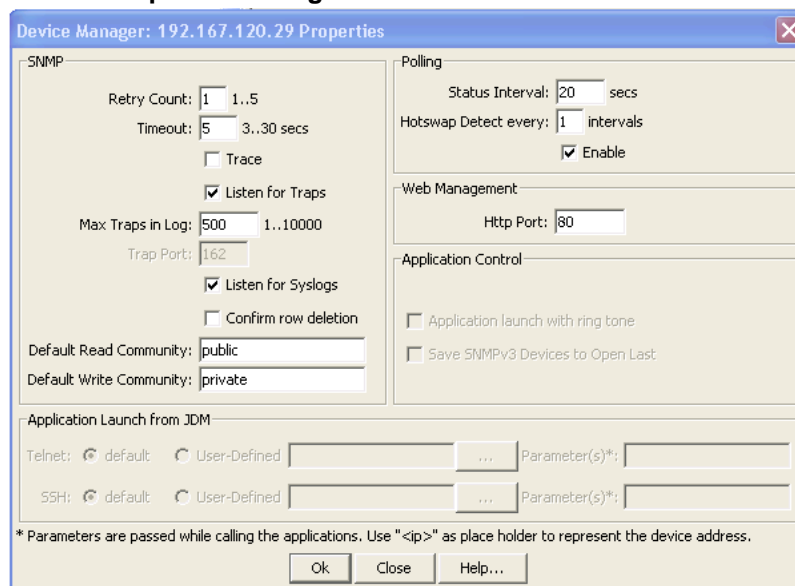 Device Manager: 192.167.120.29 Properties
SNMP
Retry Count: 1 1..5
Timeout: 5 3..30 secs
Trace
Listen for Traps
Max Traps in Log: 500 1..10000
Trap Port: 162
Listen for Syslogs
Confirm row deletion
Default Read Community: public
Default Write Community: private
Polling
Status Interval: 20 secs
Hotswap Detect every: 1 intervals
Enable
Web Management
Http Port: 80
Application Control
Application launch with ring tone
Save SNMPv3 Devices to Open Last
Application Launch from JDM
Telnet: default User-Defined ... Parameter(s)*:
SSH: default User-Defined ... Parameter(s)*:
* Parameters are passed while calling the applications. Use "<ip>" as place holder to represent the device address.
Ok Close Help...